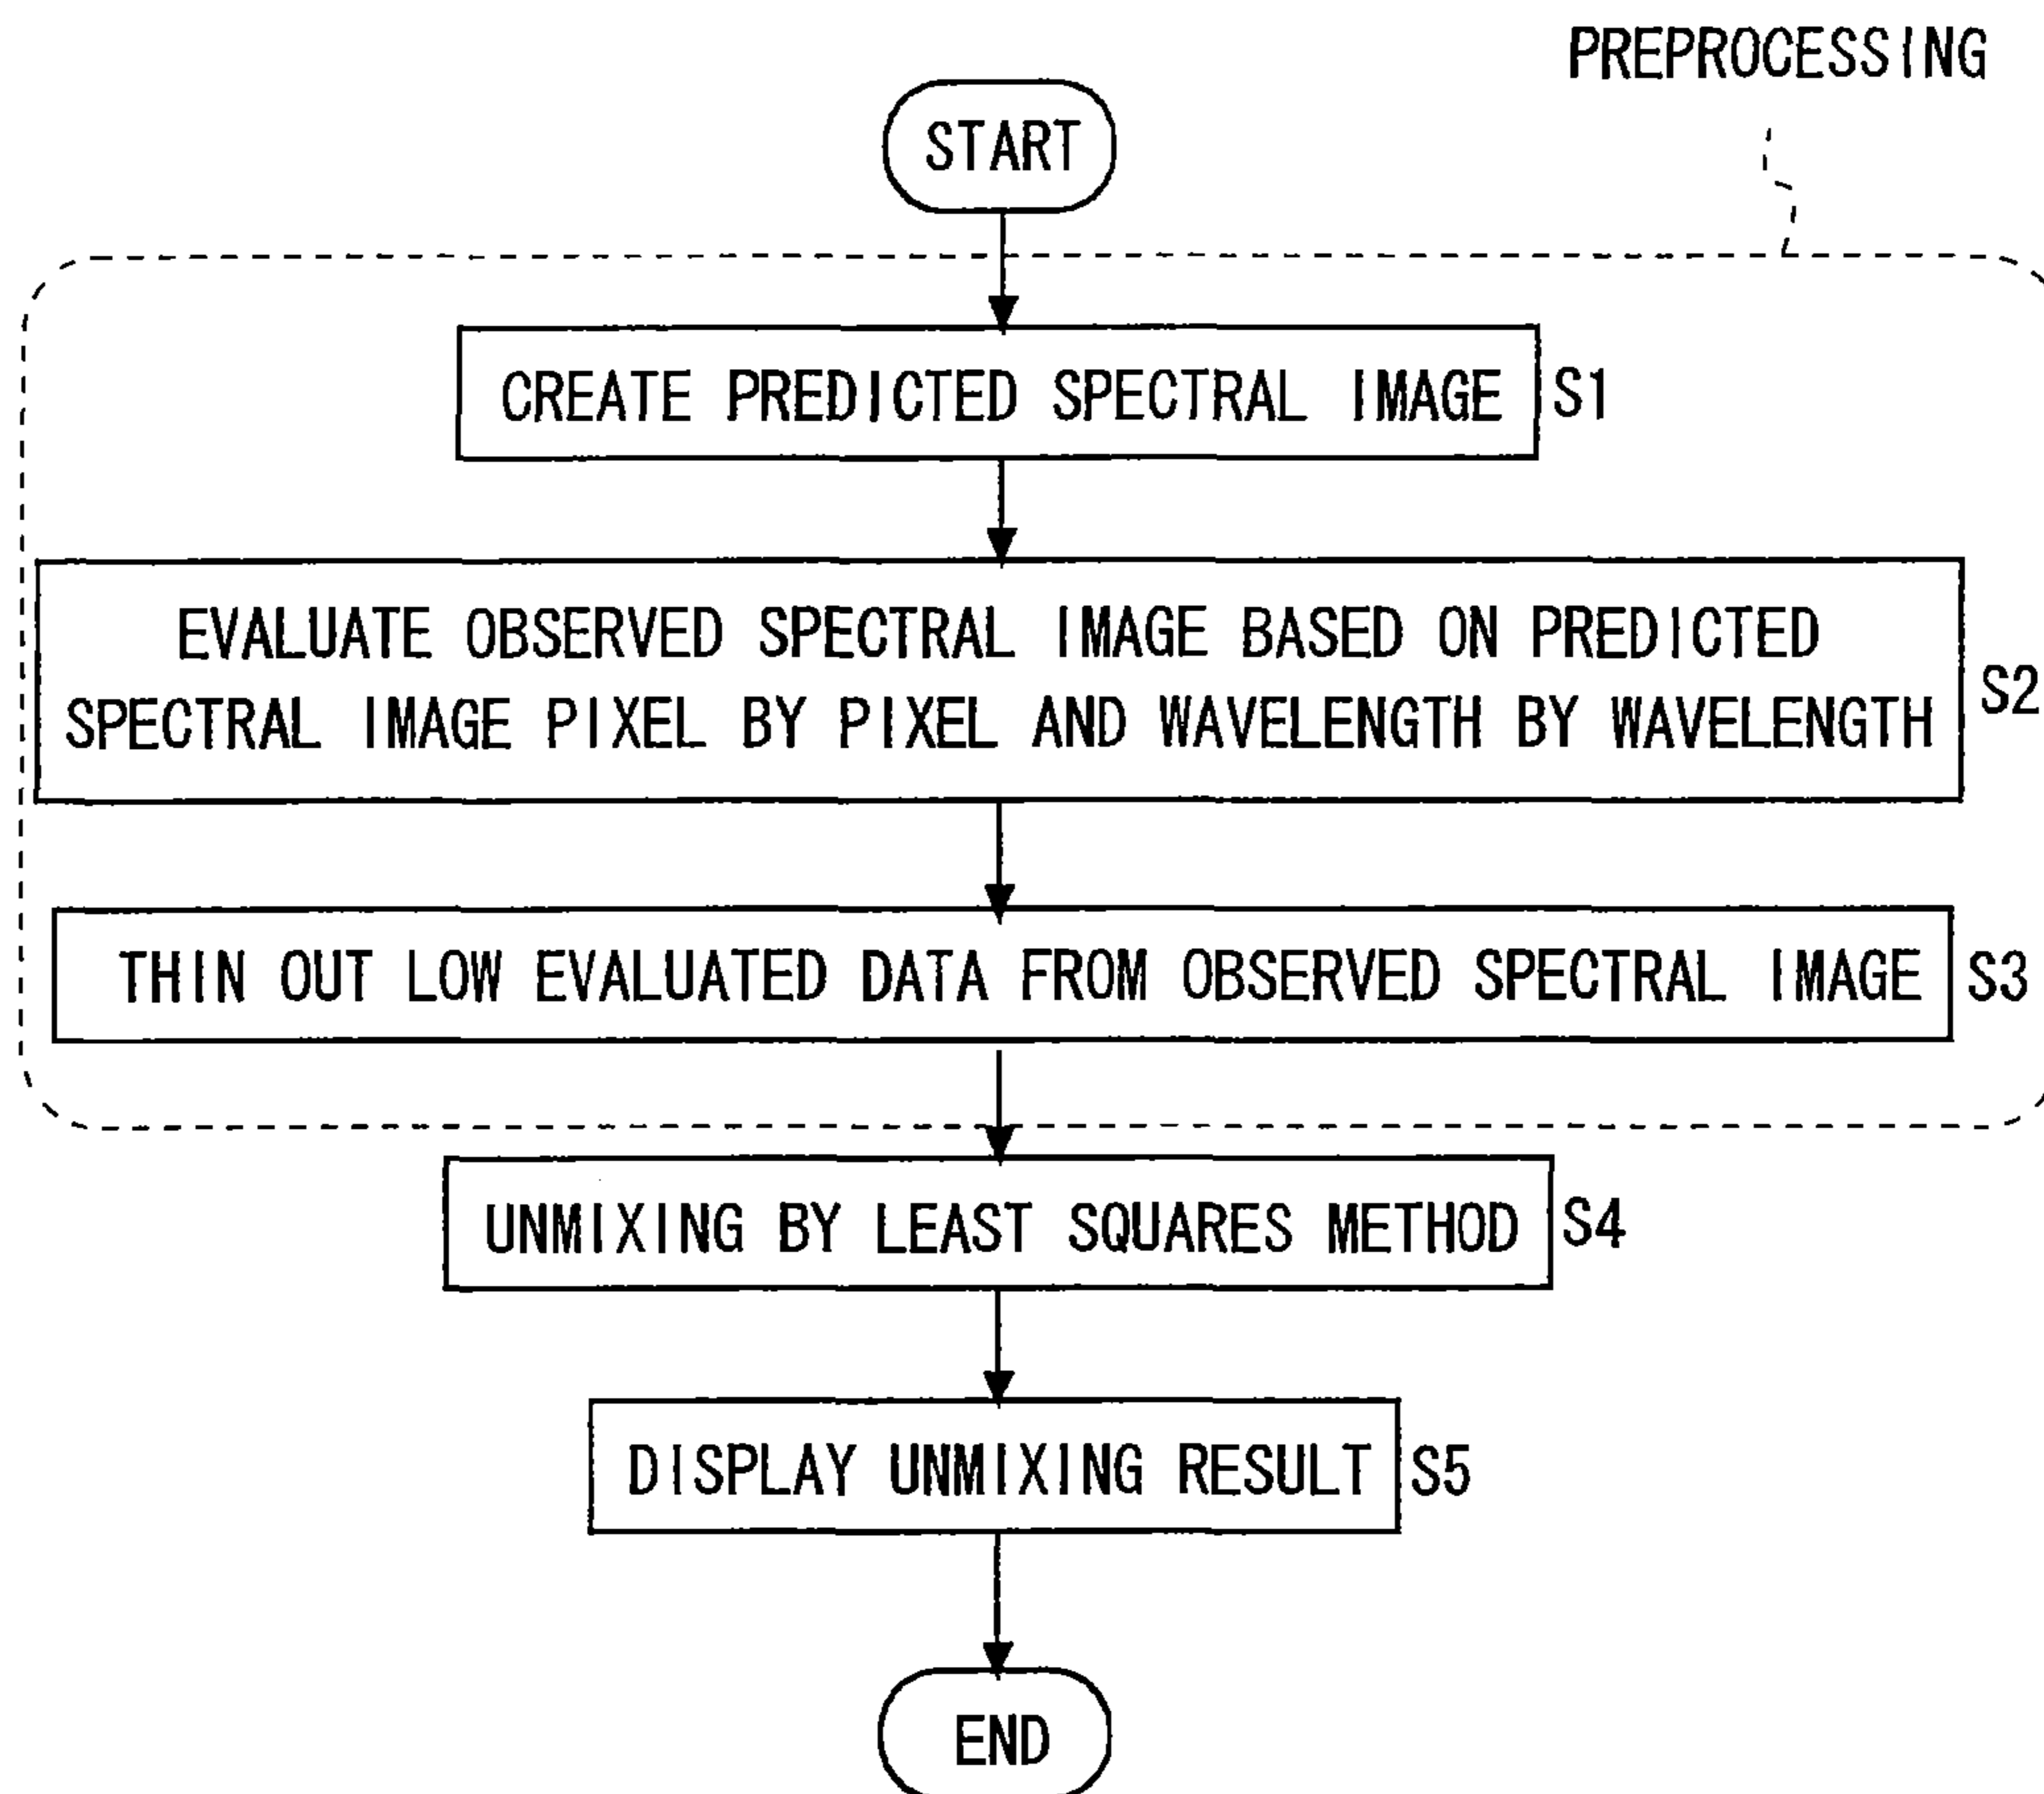 PREPROCESSING
START
CREATE PREDICTED SPECTRAL IMAGE
S1
EVALUATE OBSERVED SPECTRAL IMAGE BASED ON PREDICTED
SPECTRAL IMAGE PIXEL BY PIXEL AND WAVELENGTH BY WAVELENGTH
S2
THIN OUT LOW EVALUATED DATA FROM OBSERVED SPECTRAL IMAGE
S3
UNMIXING BY LEAST SQUARES METHOD
S4
DISPLAY UNMIXING RESULT
S5
END